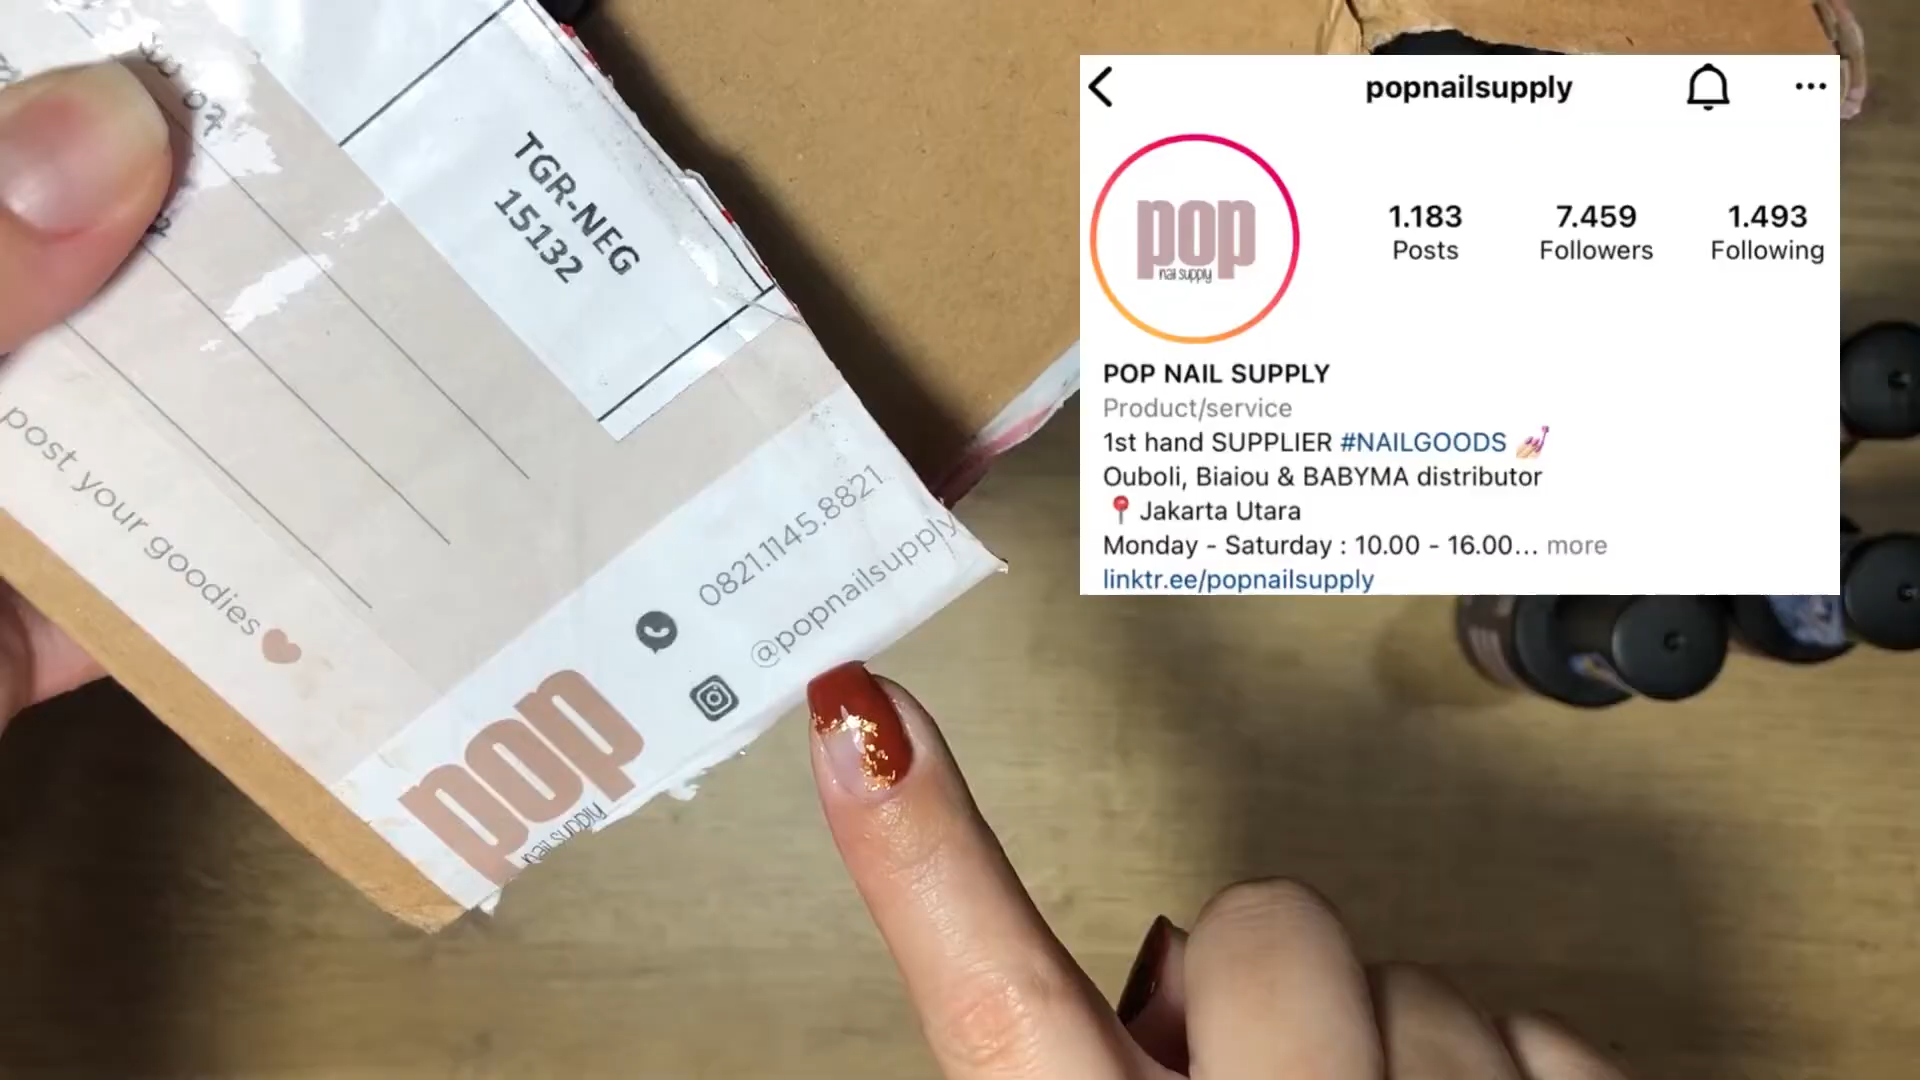 07
TGR-NEG
15132
post your goodies
0821.1145.8821
@popnailsupply
pop
nail supply
popnailsupply
pop
nail supply
1.183
Posts
7.459
Followers
1.493
Following
POP NAIL SUPPLY
Product/service
1st hand SUPPLIER #NAILGOODS 💅🏻
Ouboli, Biaiou & BABYMA distributor
📍 Jakarta Utara
Monday - Saturday : 10.00 - 16.00... more
linktr.ee/popnailsupply